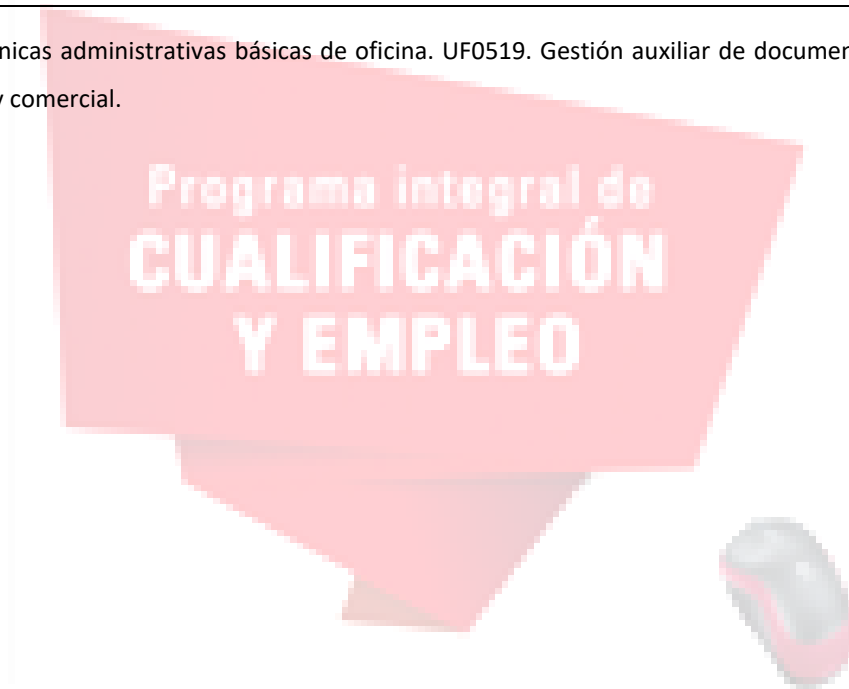 nicas administrativas básicas de oficina. UF0519. Gestión auxiliar de documen
y comercial.
Programa integral de
CUALIFICACIÓN
Y EMPLEO